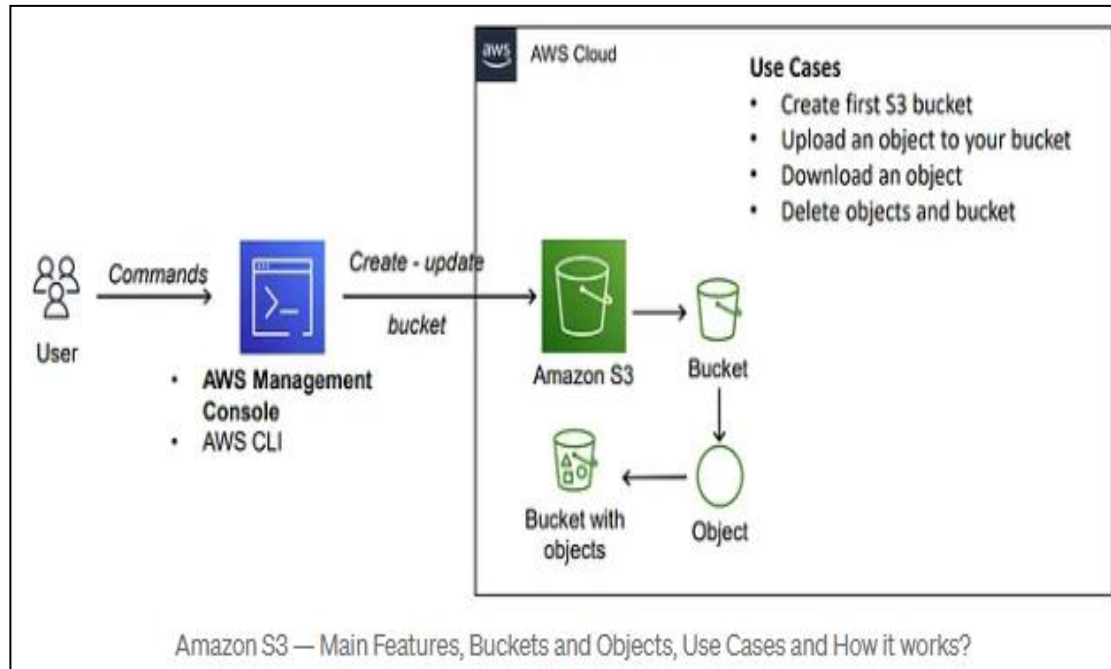 aws
AWS Cloud
Use Cases
• Create first S3 bucket
• Upload an object to your bucket
• Download an object
• Delete objects and bucket
Commands
Create - update
bucket
User
• AWS Management
Console
• AWS CLI
Amazon S3
Bucket
Bucket with
objects
Object
Amazon S3 — Main Features, Buckets and Objects, Use Cases and How it works?